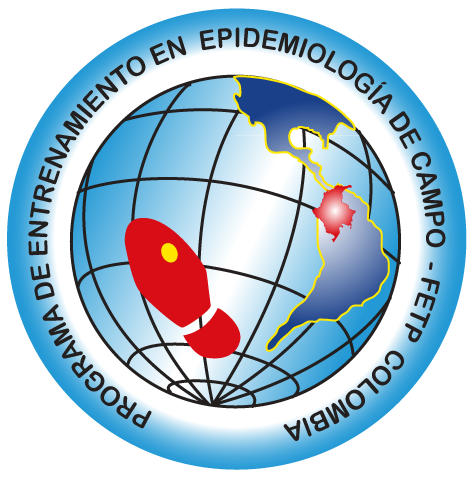 PROGRAMA DE ENTRENAMIENTO EN EPIDEMIOLOGÍA DE CAMPO - FETP COLOMBIA